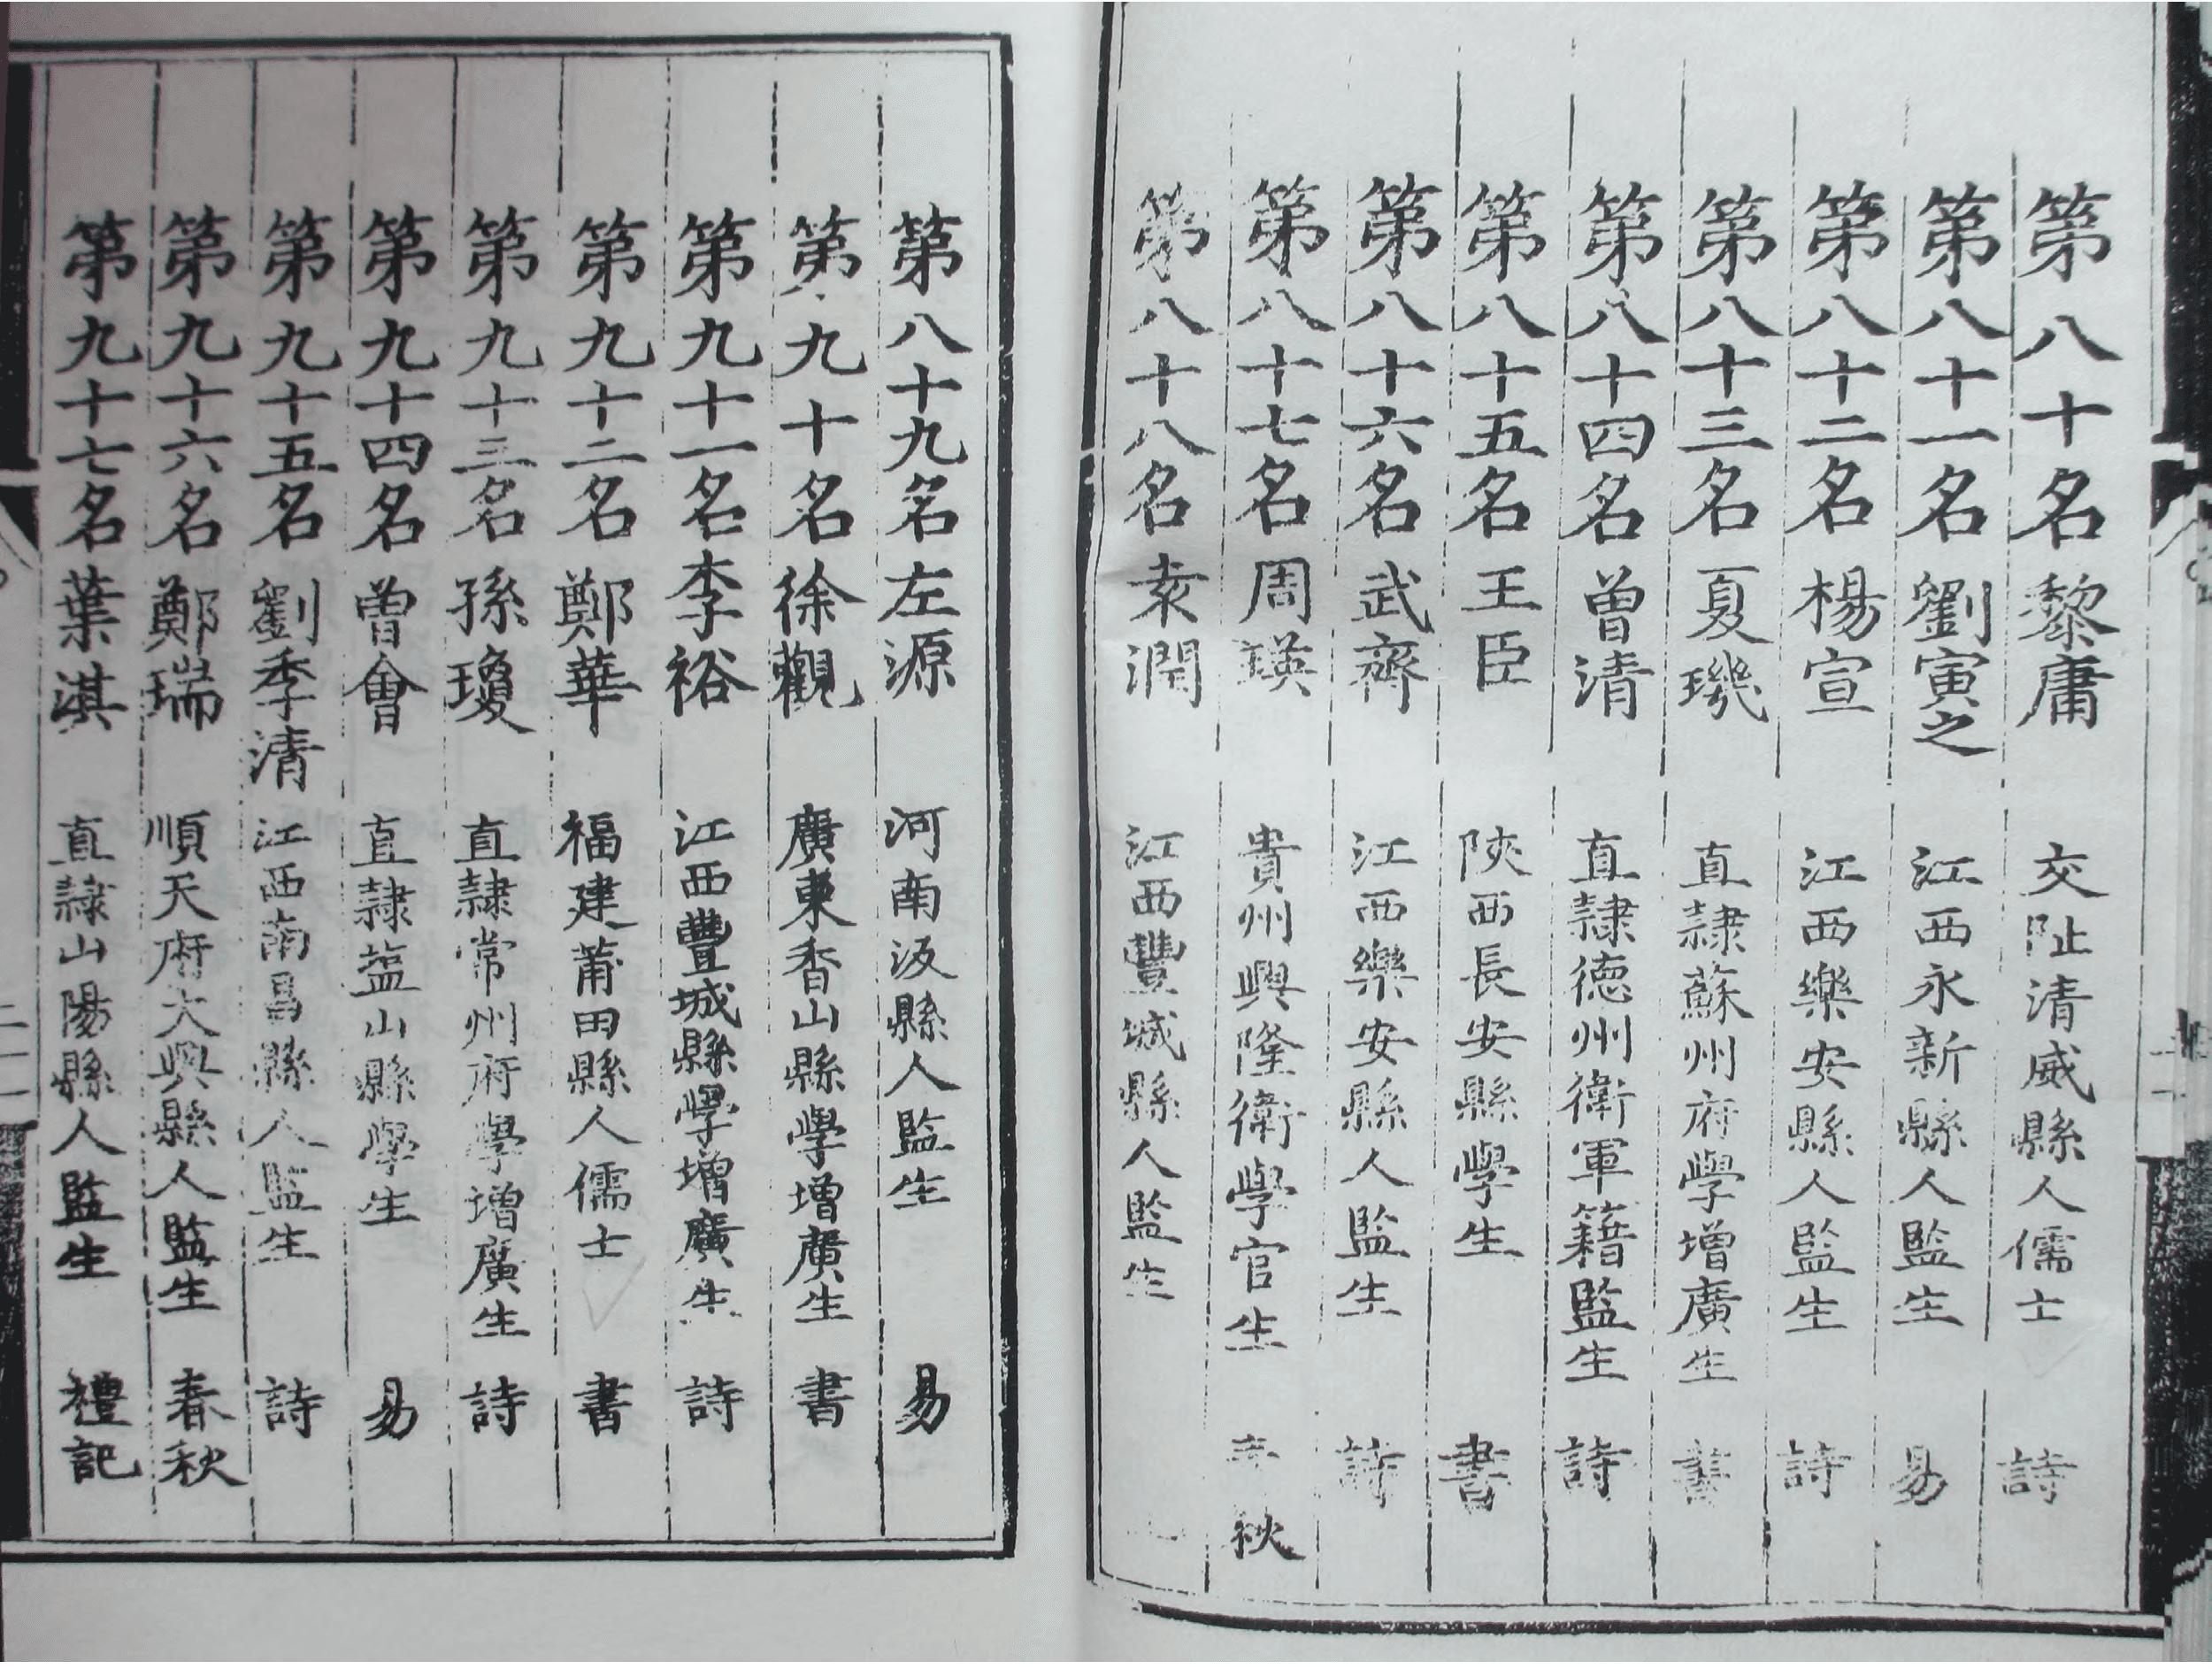 第八十名黎庸 交阯清威縣人儒士 詩
第八十一名劉寅之 江西永新縣人監生 易
第八十二名楊宣 江西樂安縣人監生 詩
第八十三名夏璣 直隸蘇州府學增廣生 書
第八十四名曾清 直隸德州衛軍籍監生 詩
第八十五名王臣 陝西長安縣學生 書
第八十六名武齊 江西樂安縣人監生 詩
第八十七名周瑛 貴州興隆衛學官生 春秋
第八十八名 江西豐城縣人監生
第八十九名左源 河南汲縣人監生 易
第九十名徐觀 廣東香山縣學增廣生 書
第九十一名李裕 江西豐城縣學增廣生 詩
第九十二名鄭華 福建莆田縣人儒士 書
第九十三名孫瓊 直隸常州府學增廣生 詩
第九十四名曾會 直隸塩山縣學生 易
第九十五名劉季清 江西南昌縣人監生 詩
第九十六名鄭瑞 順天府大興縣人監生 春秋
第九十七名葉淇 直隸山陽縣人監生 禮記